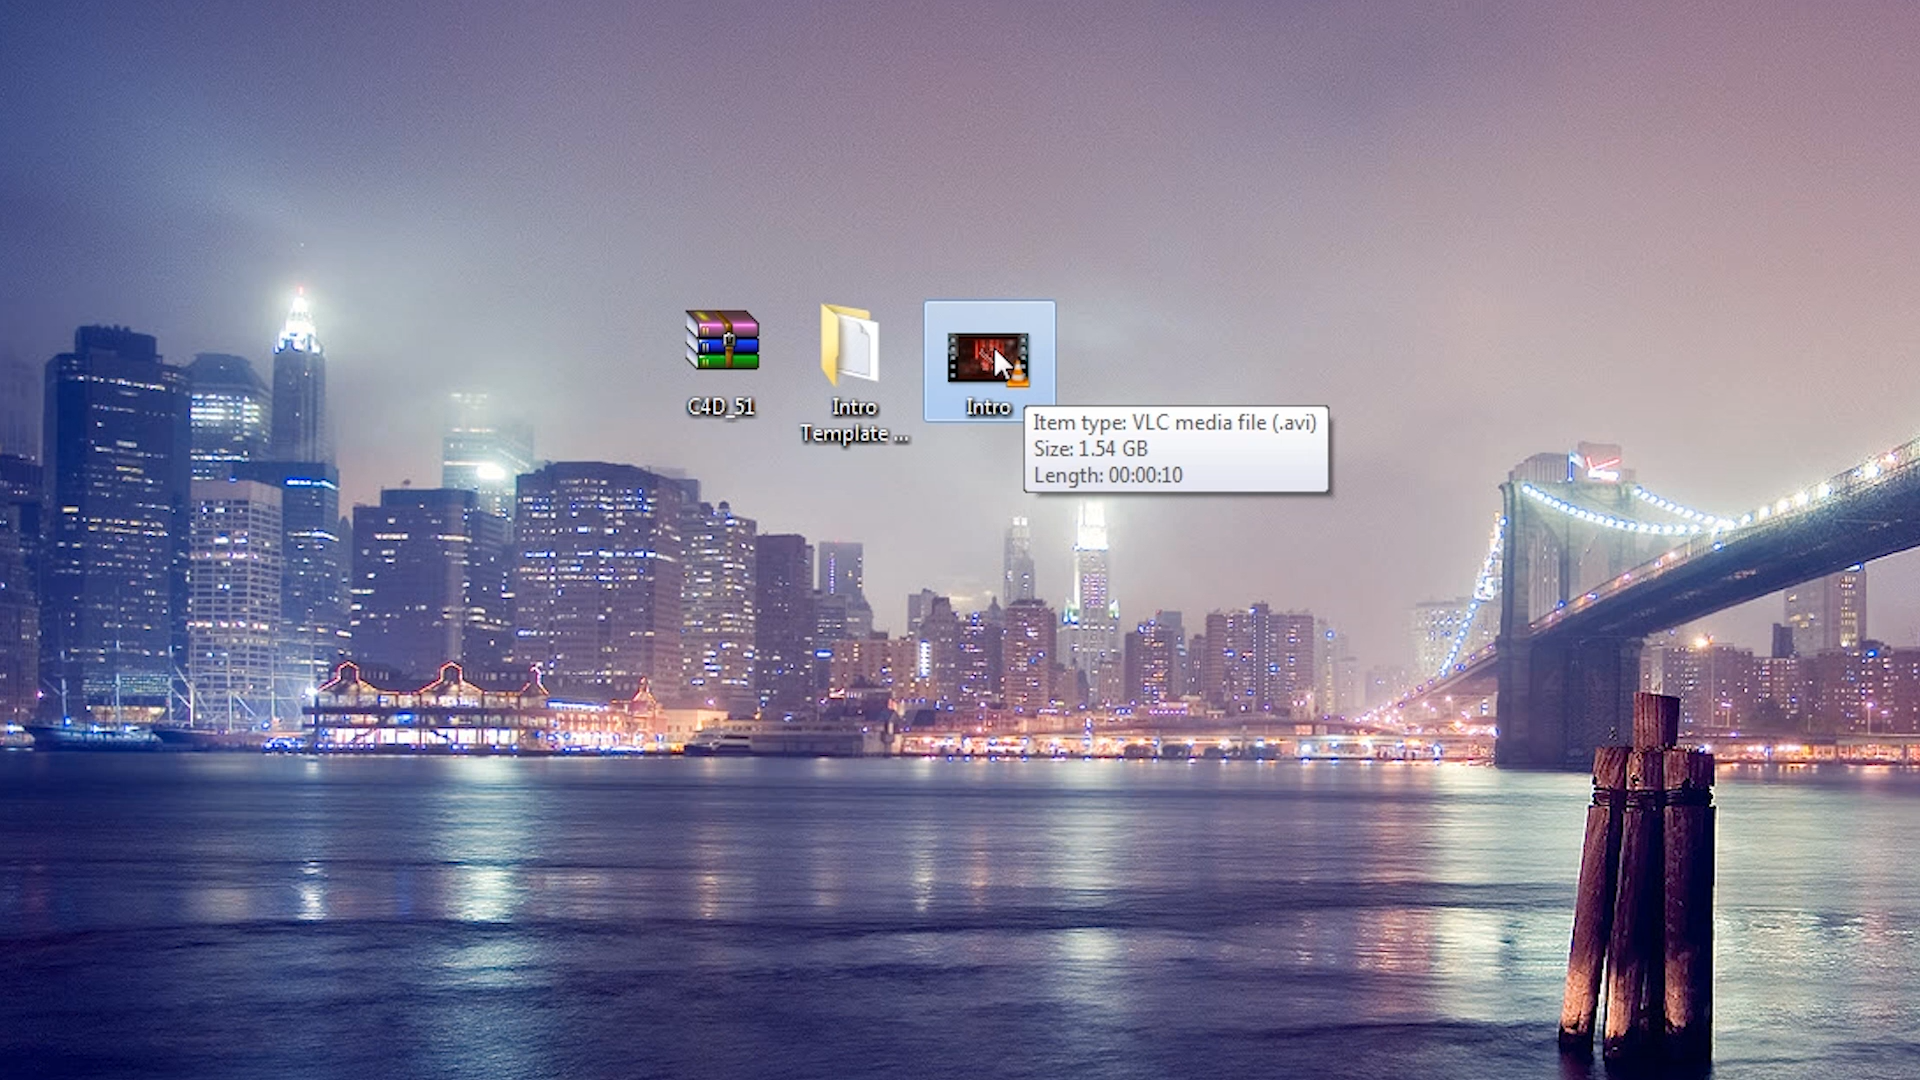 C4D_51
Intro
Template ...
Intro
Item type: VLC media file (.avi)
Size: 1.54 GB
Length: 00:00:10